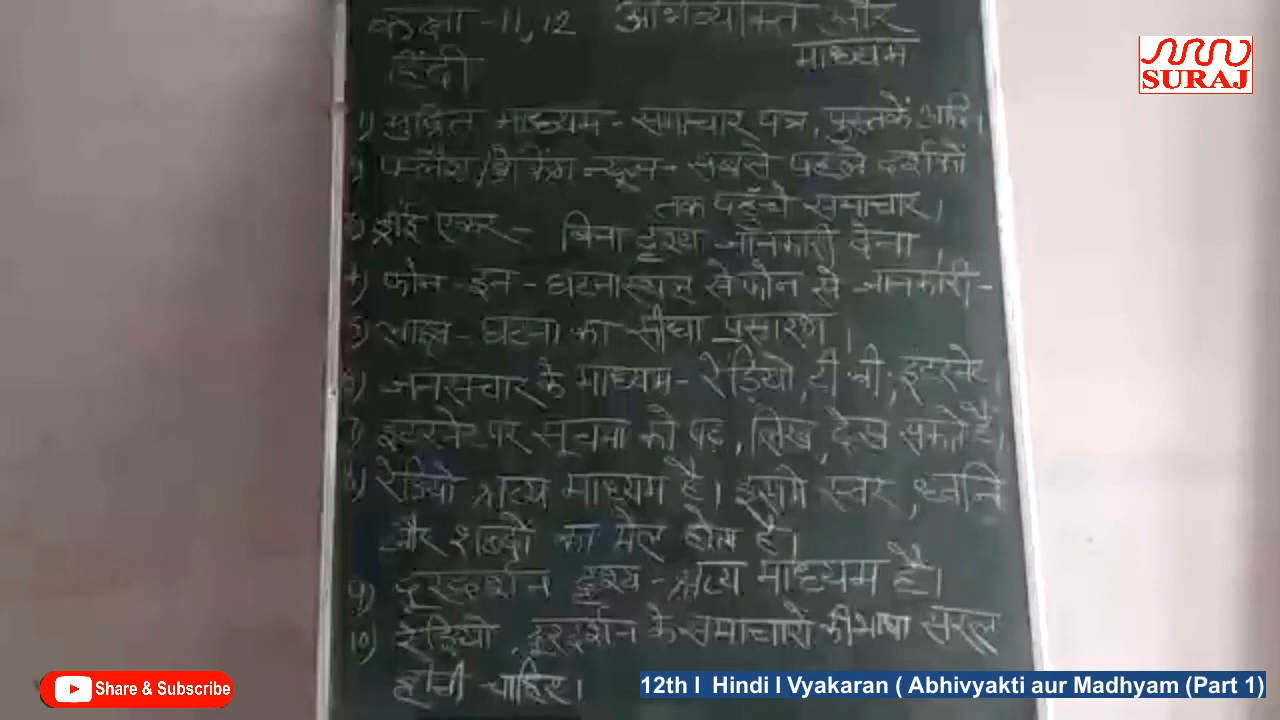 कक्षा -11,12 अभिव्यक्ति और
माध्यम
हिंदी
SURAJ
1) मुद्रित माध्यम - समाचार पत्र, पुस्तकें आदि।
2) फ्लैश/ब्रेकिंग न्यूज - सबसे पहले दर्शकों
तक पहुँचे समाचार।
3) ड्राई एंकर - बिना दृश्य जानकारी देना
4) फोन-इन - घटनास्थल से फोन से जानकारी-
5) लाइव - घटना का सीधा प्रसारण।
6) जनसंचार के माध्यम - रेडियो, टी.वी, इंटरनेट
7) इंटरनेट पर सूचना को पढ़, लिख, देख सकते हैं।
8) रेडियो श्रव्य माध्यम है। इसमें स्वर, ध्वनि
और शब्दों का मेल होता है।
9) दूरदर्शन दृश्य-श्रव्य माध्यम है।
10) रेडियो, दूरदर्शन के समाचारों की भाषा सरल
होनी चाहिए।
Share & Subscribe
12th I Hindi I Vyakaran ( Abhivyakti aur Madhyam (Part 1)